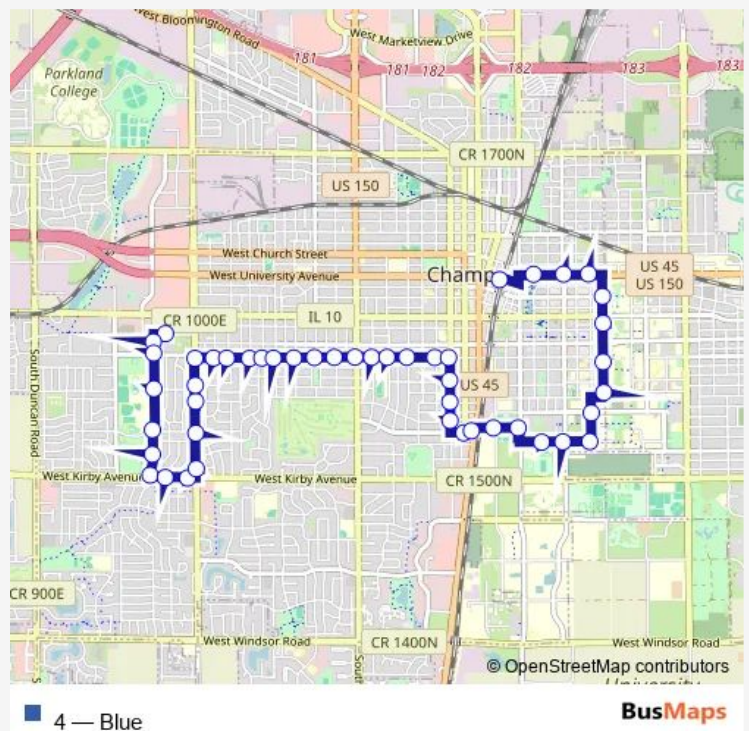 West Bloomington Road
West Marketview Drive
181
181
182
182
183
183
Parkland
College
CR 1700N
US 150
West Church Street
West University Avenue
Champ
US 45
US 150
CR 1000E
IL 10
South Duncan Road
US 45
West Kirby Avenue
West Kirby Avenue
CR 1500N
CR 900E
West Windsor Road
CR 1400N
West Windsor Road
© OpenStreetMap contributors
4 — Blue
BusMaps